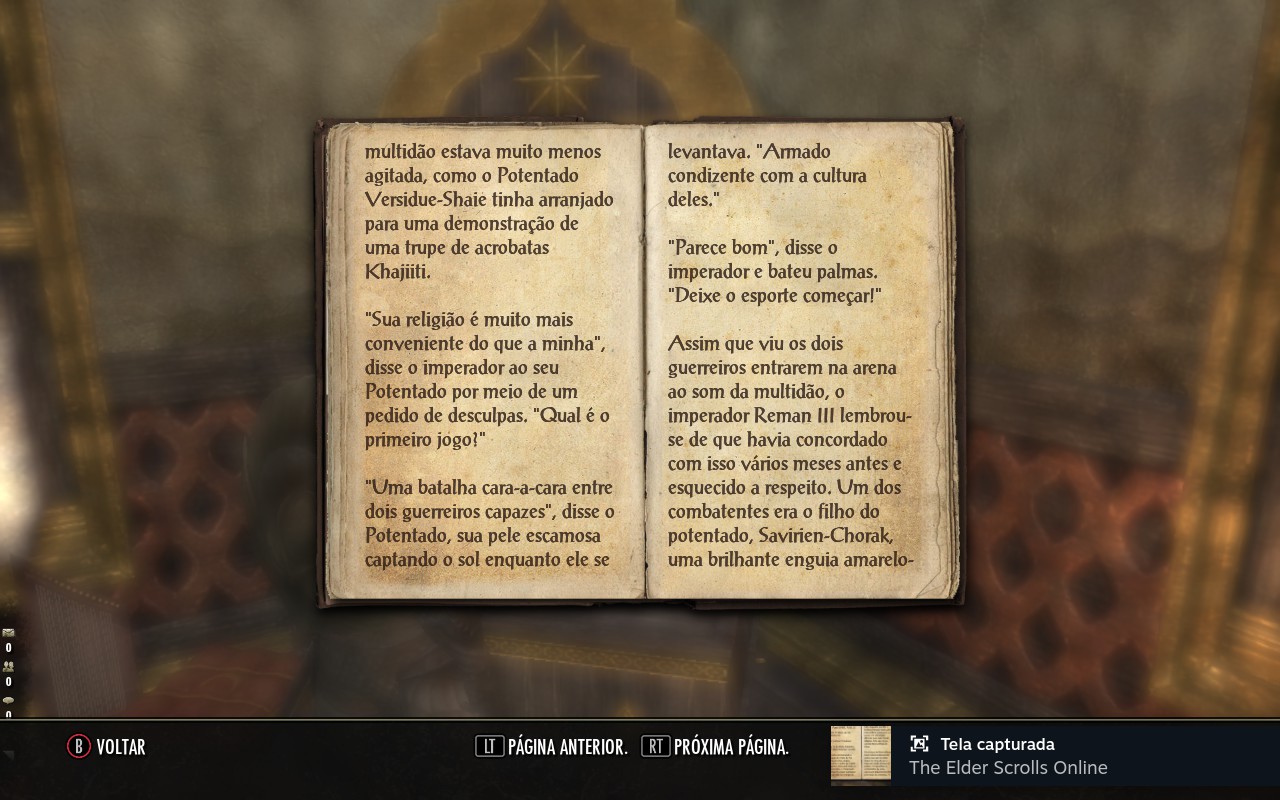 multidão estava muito menos
agitada, como o Potentado
Versidue-Shaie tinha arranjado
para uma demonstração de
uma trupe de acrobatas
Khajiiti.
"Sua religião é muito mais
conveniente do que a minha",
disse o imperador ao seu
Potentado por meio de um
pedido de desculpas. "Qual é o
primeiro jogo?"
"Uma batalha cara-a-cara entre
dois guerreiros capazes", disse o
Potentado, sua pele escamosa
captando o sol enquanto ele se
levantava. "Armado
condizente com a cultura
deles."
"Parece bom", disse o
imperador e bateu palmas.
"Deixe o esporte começar!"
Assim que viu os dois
guerreiros entrarem na arena
ao som da multidão, o
imperador Reman III lembrou-
se de que havia concordado
com isso vários meses antes e
esquecido a respeito. Um dos
combatentes era o filho do
potentado, Savirien-Chorak,
uma brilhante enguia amarelo-
0
0
0
B VOLTAR
LT PÁGINA ANTERIOR. RT PRÓXIMA PÁGINA.
Tela capturada
The Elder Scrolls Online